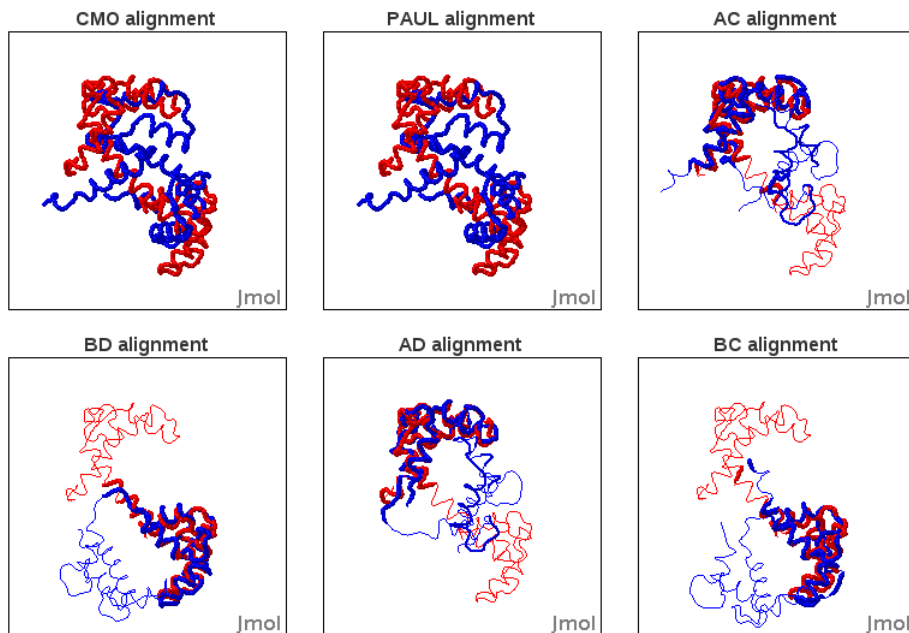 CMO alignment
PAUL alignment
AC alignment
Jmol
Jmol
Jmol
BD alignment
AD alignment
BC alignment
Jmol
Jmol
Jmol